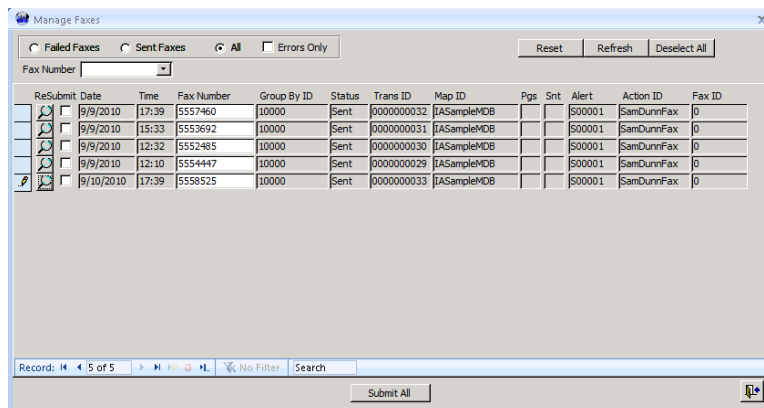 Manage Faxes
Failed Faxes Sent Faxes All Errors Only Reset Refresh Deselect All
Fax Number
ReSubmit Date Time Fax Number Group By ID Status Trans ID Map ID Pgs Snt Alert Action ID Fax ID
9/9/2010 17:39 5557460 10000 Sent 0000000032 IASampleMDB S00001 SamDunnFax 0
9/9/2010 15:33 5553692 10000 Sent 0000000031 IASampleMDB S00001 SamDunnFax 0
9/9/2010 12:32 5552485 10000 Sent 0000000030 IASampleMDB S00001 SamDunnFax 0
9/9/2010 12:10 5554447 10000 Sent 0000000029 IASampleMDB S00001 SamDunnFax 0
9/10/2010 17:39 5558525 10000 Sent 0000000033 IASampleMDB S00001 SamDunnFax 0
Record: 5 of 5 No Filter Search
Submit All